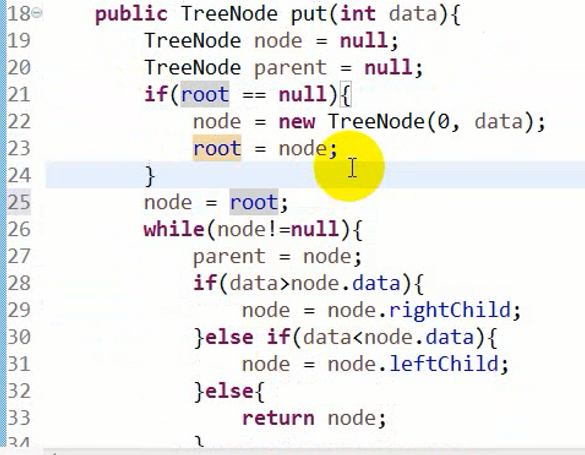 18 public TreeNode put(int data){
19 TreeNode node = null;
20 TreeNode parent = null;
21 if(root == null){
22 node = new TreeNode(0, data);
23 root = node;
24 }
25 node = root;
26 while(node!=null){
27 parent = node;
28 if(data>node.data){
29 node = node.rightChild;
30 }else if(data<node.data){
31 node = node.leftChild;
32 }else{
33 return node;
34 }